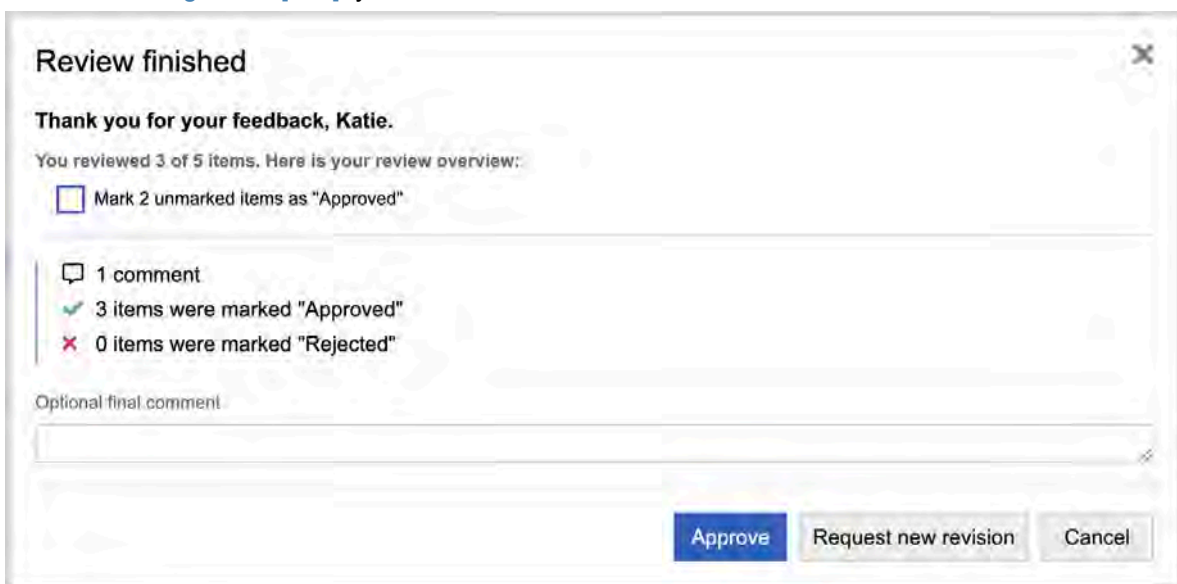 Review finished
Thank you for your feedback, Katie.
You reviewed 3 of 5 items. Here is your review overview:
Mark 2 unmarked items as "Approved"
1 comment
3 items were marked "Approved"
0 items were marked "Rejected"
Optional final comment
Approve Request new revision Cancel